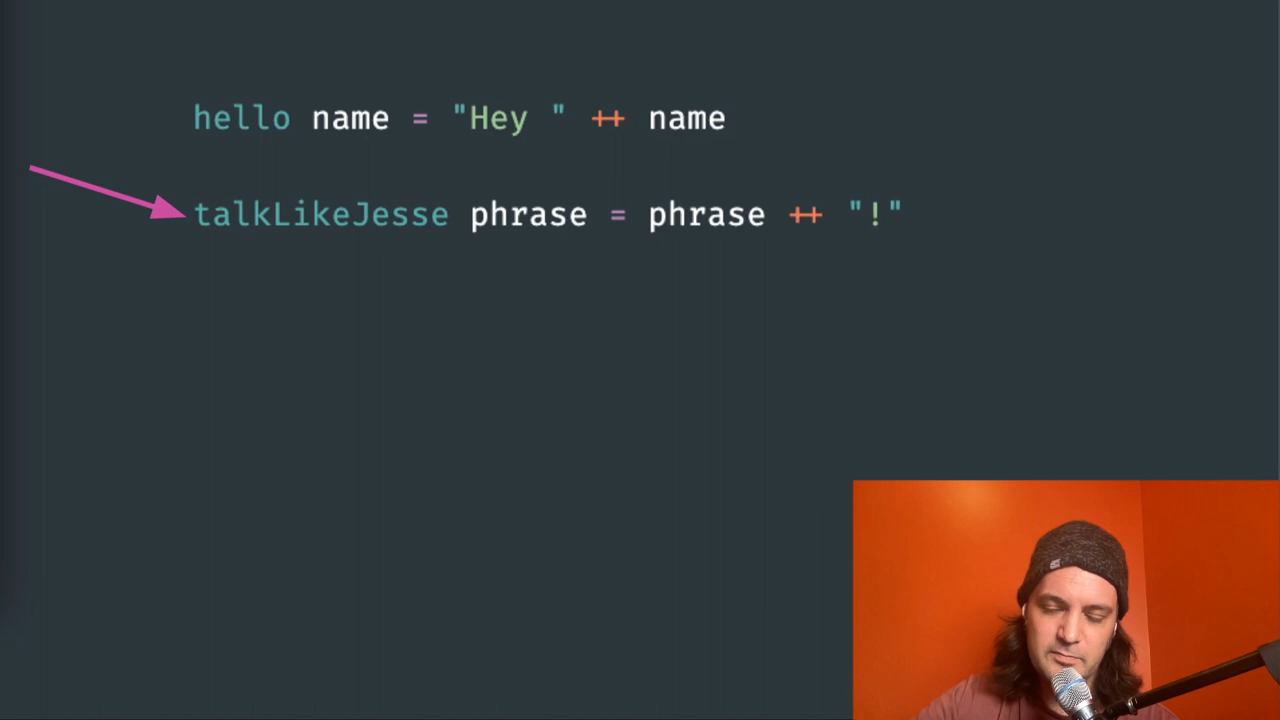 hello name = "Hey " ++ name
talkLikeJesse phrase = phrase ++ "!"